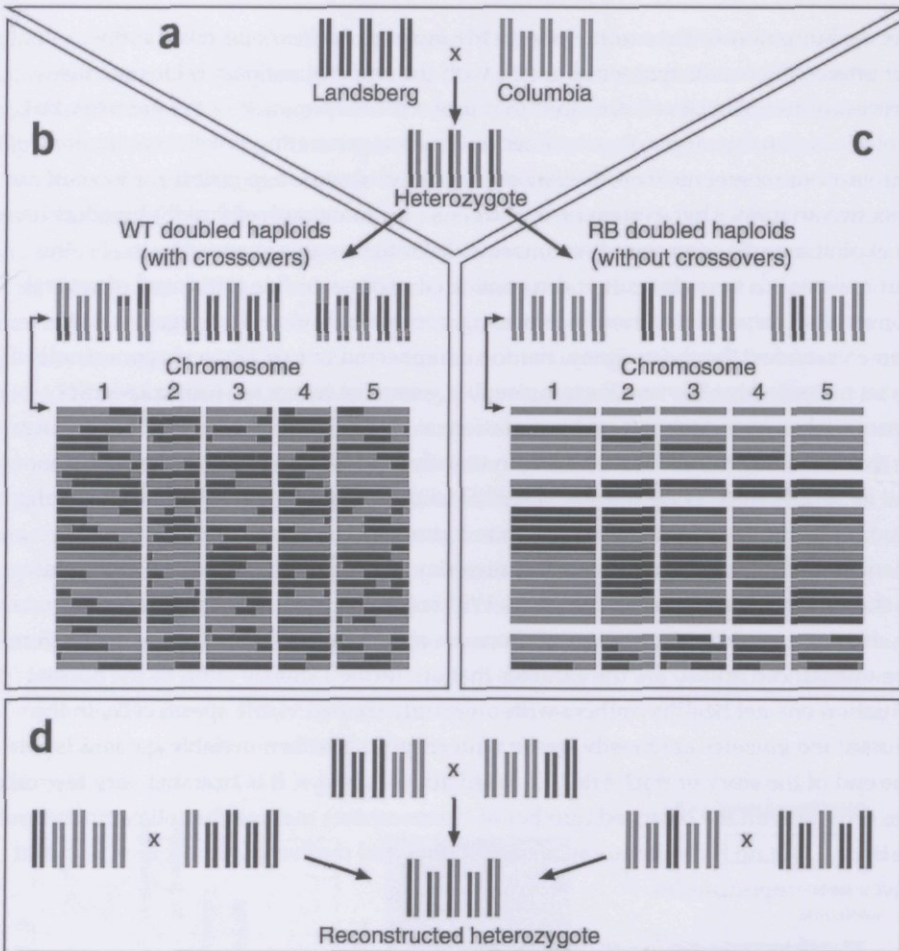 a
x
Landsberg
Columbia
b
c
Heterozygote
WT doubled haploids
(with crossovers)
RB doubled haploids
(without crossovers)
Chromosome
1 2 3 4 5
Chromosome
1 2 3 4 5
d
x
x
x
Reconstructed heterozygote